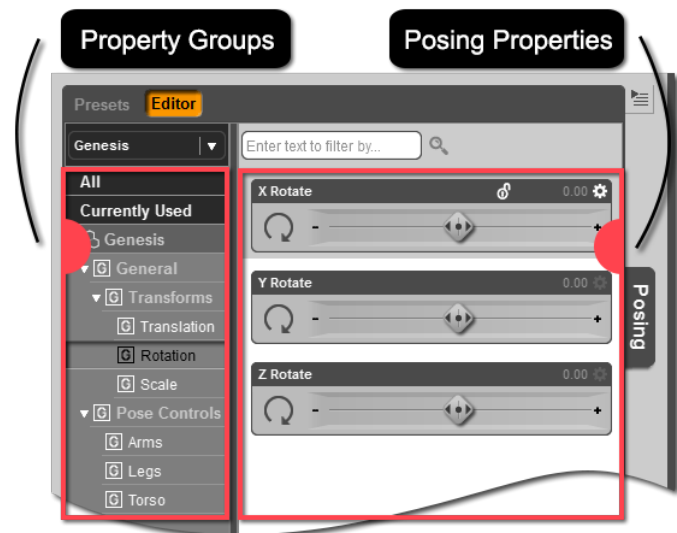 Property Groups
Posing Properties
Presets Editor
Genesis
Enter text to filter by...
All
Currently Used
Genesis
G General
G Transforms
G Translation
G Rotation
G Scale
G Pose Controls
G Arms
G Legs
G Torso
X Rotate 0.00
- +
Y Rotate 0.00
- +
Z Rotate 0.00
- +
Posing